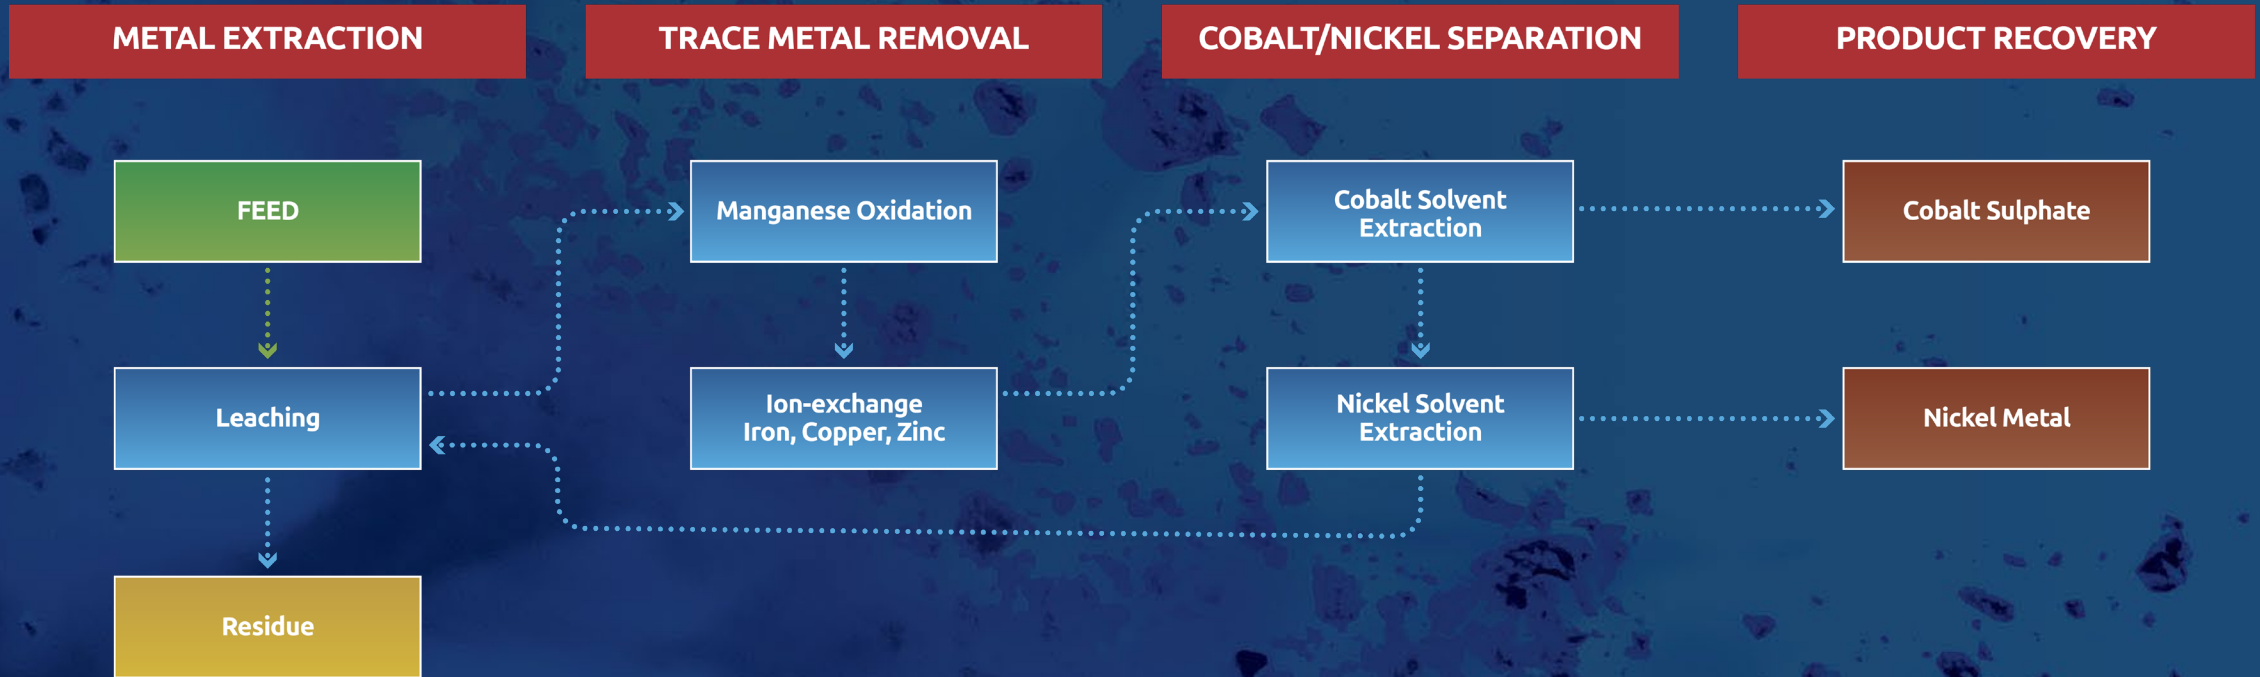 METAL EXTRACTION
TRACE METAL REMOVAL
COBALT/NICKEL SEPARATION
PRODUCT RECOVERY
FEED
Manganese Oxidation
Cobalt Solvent
Extraction
Cobalt Sulphate
Leaching
Ion-exchange
Iron, Copper, Zinc
Nickel Solvent
Extraction
Nickel Metal
Residue